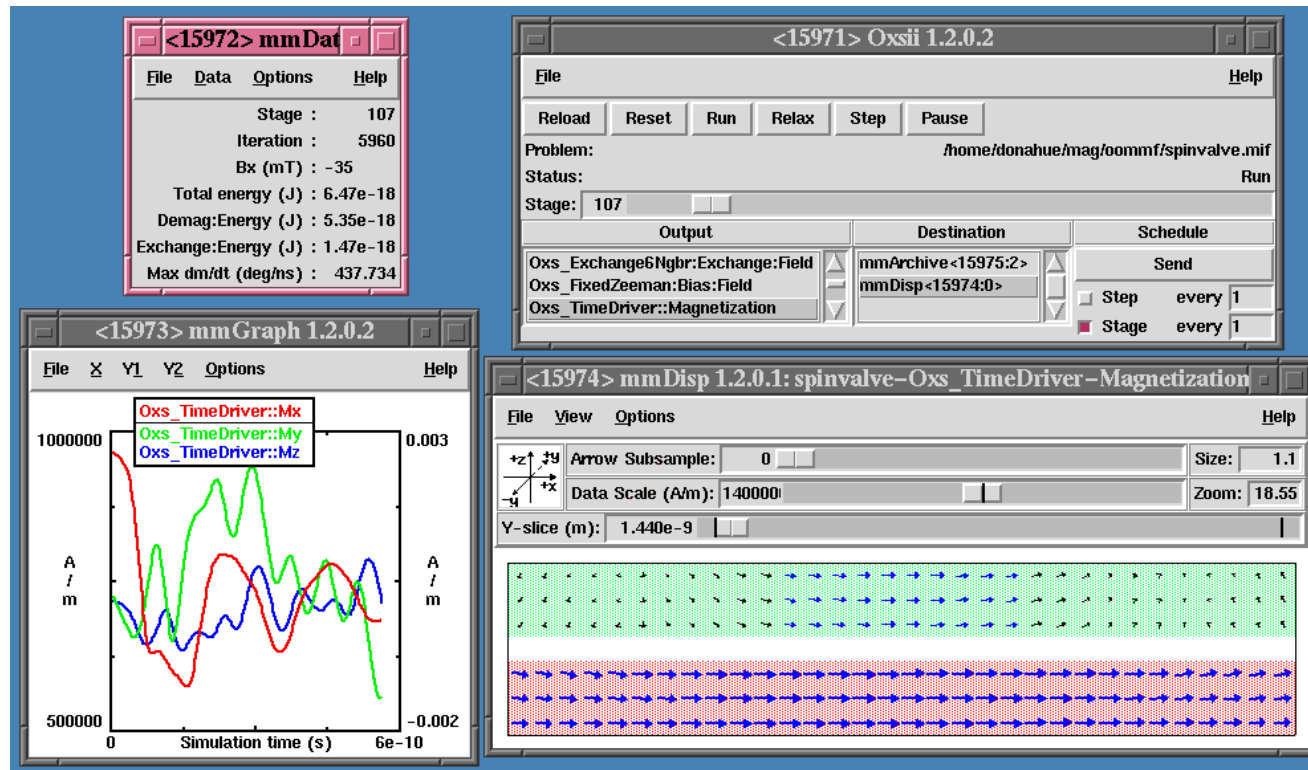 <15972> mmDat
File Data Options Help
Stage : 107
Iteration : 5960
Bx (mT) : -35
Total energy (J) : 6.47e-18
Demag:Energy (J) : 5.35e-18
Exchange:Energy (J) : 1.47e-18
Max dm/dt (deg/ns) : 437.734
<15971> Oxsii 1.2.0.2
File Help
Reload Reset Run Relax Step Pause
Problem: /home/donahue/mag/oommf/spinvalve.mif
Status: Run
Stage: 107
Output Destination Schedule
Oxs_Exchange6Ngbr:Exchange:Field mmArchive<15975:2> Send
Oxs_FixedZeeman:Bias:Field mmDisp<15974:0> Step every 1
Oxs_TimeDriver::Magnetization Stage every 1
<15973> mmGraph 1.2.0.2
File X Y1 Y2 Options Help
Oxs_TimeDriver::Mx
Oxs_TimeDriver::My
Oxs_TimeDriver::Mz
1000000 0.003
A A
/ /
m m
500000 -0.002
0 Simulation time (s) 6e-10
<15974> mmDisp 1.2.0.1: spinvalve-Oxs_TimeDriver-Magnetization
File View Options Help
+z +y Arrow Subsample: 0 Size: 1.1
-y +x Data Scale (A/m): 140000 Zoom: 18.55
Y-slice (m): 1.440e-9